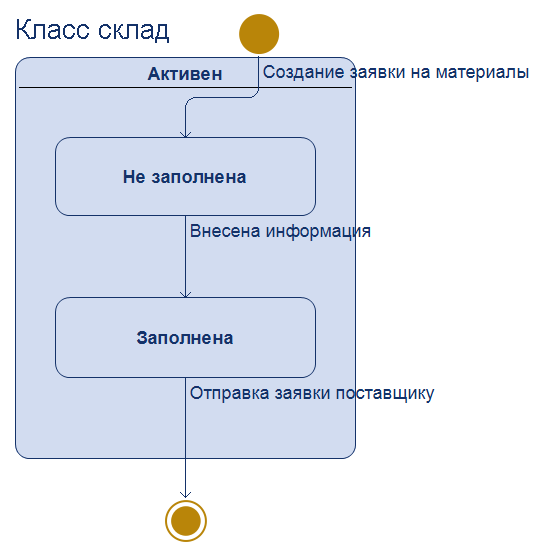 Класс склад
Активен
Создание заявки на материалы
Не заполнена
Внесена информация
Заполнена
Отправка заявки поставщику